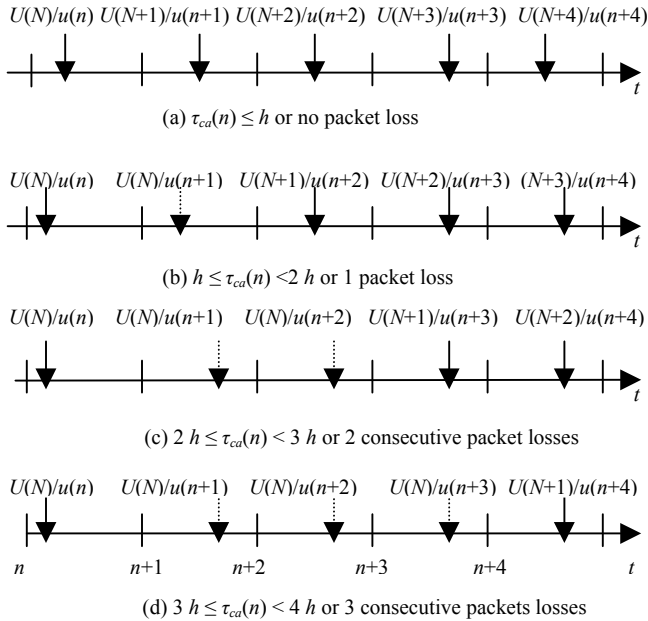 U(N)/u(n) U(N+1)/u(n+1) U(N+2)/u(n+2) U(N+3)/u(n+3) U(N+4)/u(n+4)
t
(a) τca(n) ≤ h or no packet loss
U(N)/u(n) U(N)/u(n+1) U(N+1)/u(n+2) U(N+2)/u(n+3) (N+3)/u(n+4)
t
(b) h ≤ τca(n) <2 h or 1 packet loss
U(N)/u(n) U(N)/u(n+1) U(N)/u(n+2) U(N+1)/u(n+3) U(N+2)/u(n+4)
t
(c) 2 h ≤ τca(n) < 3 h or 2 consecutive packet losses
U(N)/u(n) U(N)/u(n+1) U(N)/u(n+2) U(N)/u(n+3) U(N+1)/u(n+4)
n n+1 n+2 n+3 n+4 t
(d) 3 h ≤ τca(n) < 4 h or 3 consecutive packets losses